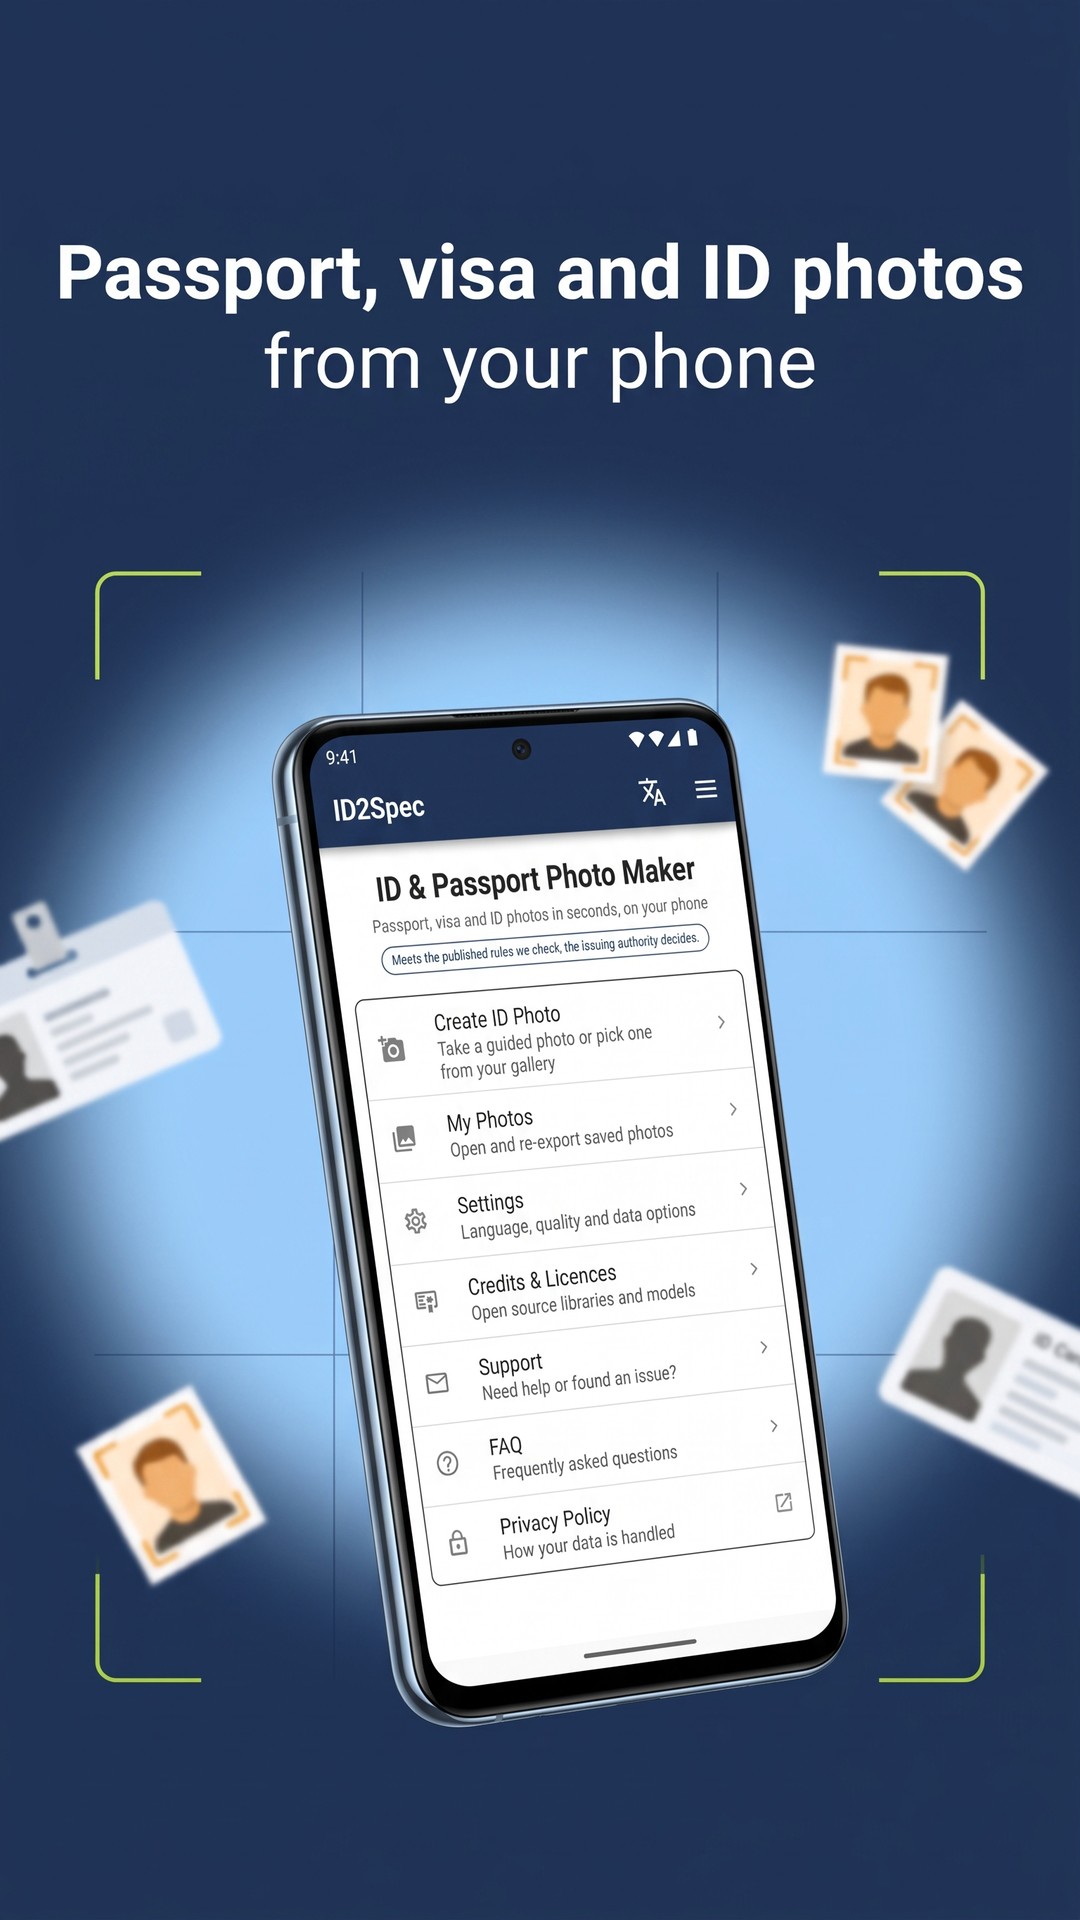 Passport, visa and ID photos
from your phone
9:41
ID2Spec
ID & Passport Photo Maker
Passport, visa and ID photos in seconds, on your phone
Meets the published rules we check, the issuing authority decides.
Create ID Photo
Take a guided photo or pick one
from your gallery
My Photos
Open and re-export saved photos
Settings
Language, quality and data options
Credits & Licences
Open source libraries and models
Support
Need help or found an issue?
FAQ
Frequently asked questions
Privacy Policy
How your data is handled
ID